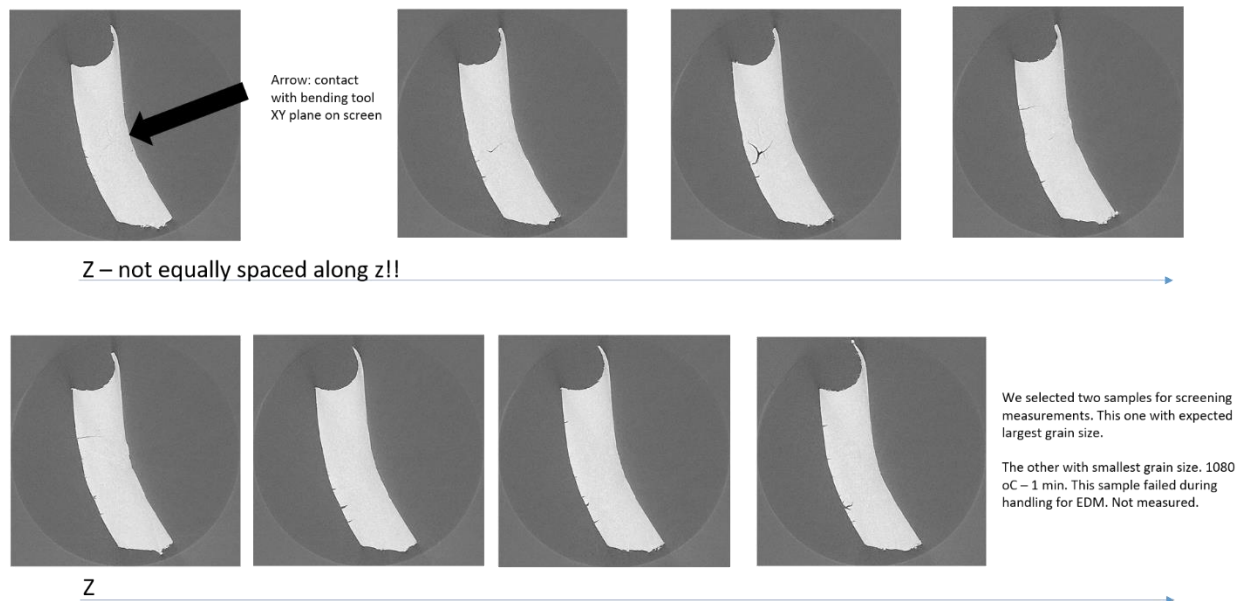 Arrow: contact
with bending tool
XY plane on screen
Z – not equally spaced along z!!
We selected two samples for screening
measurements. This one with expected
largest grain size.
The other with smallest grain size. 1080
oC – 1 min. This sample failed during
handling for EDM. Not measured.
Z